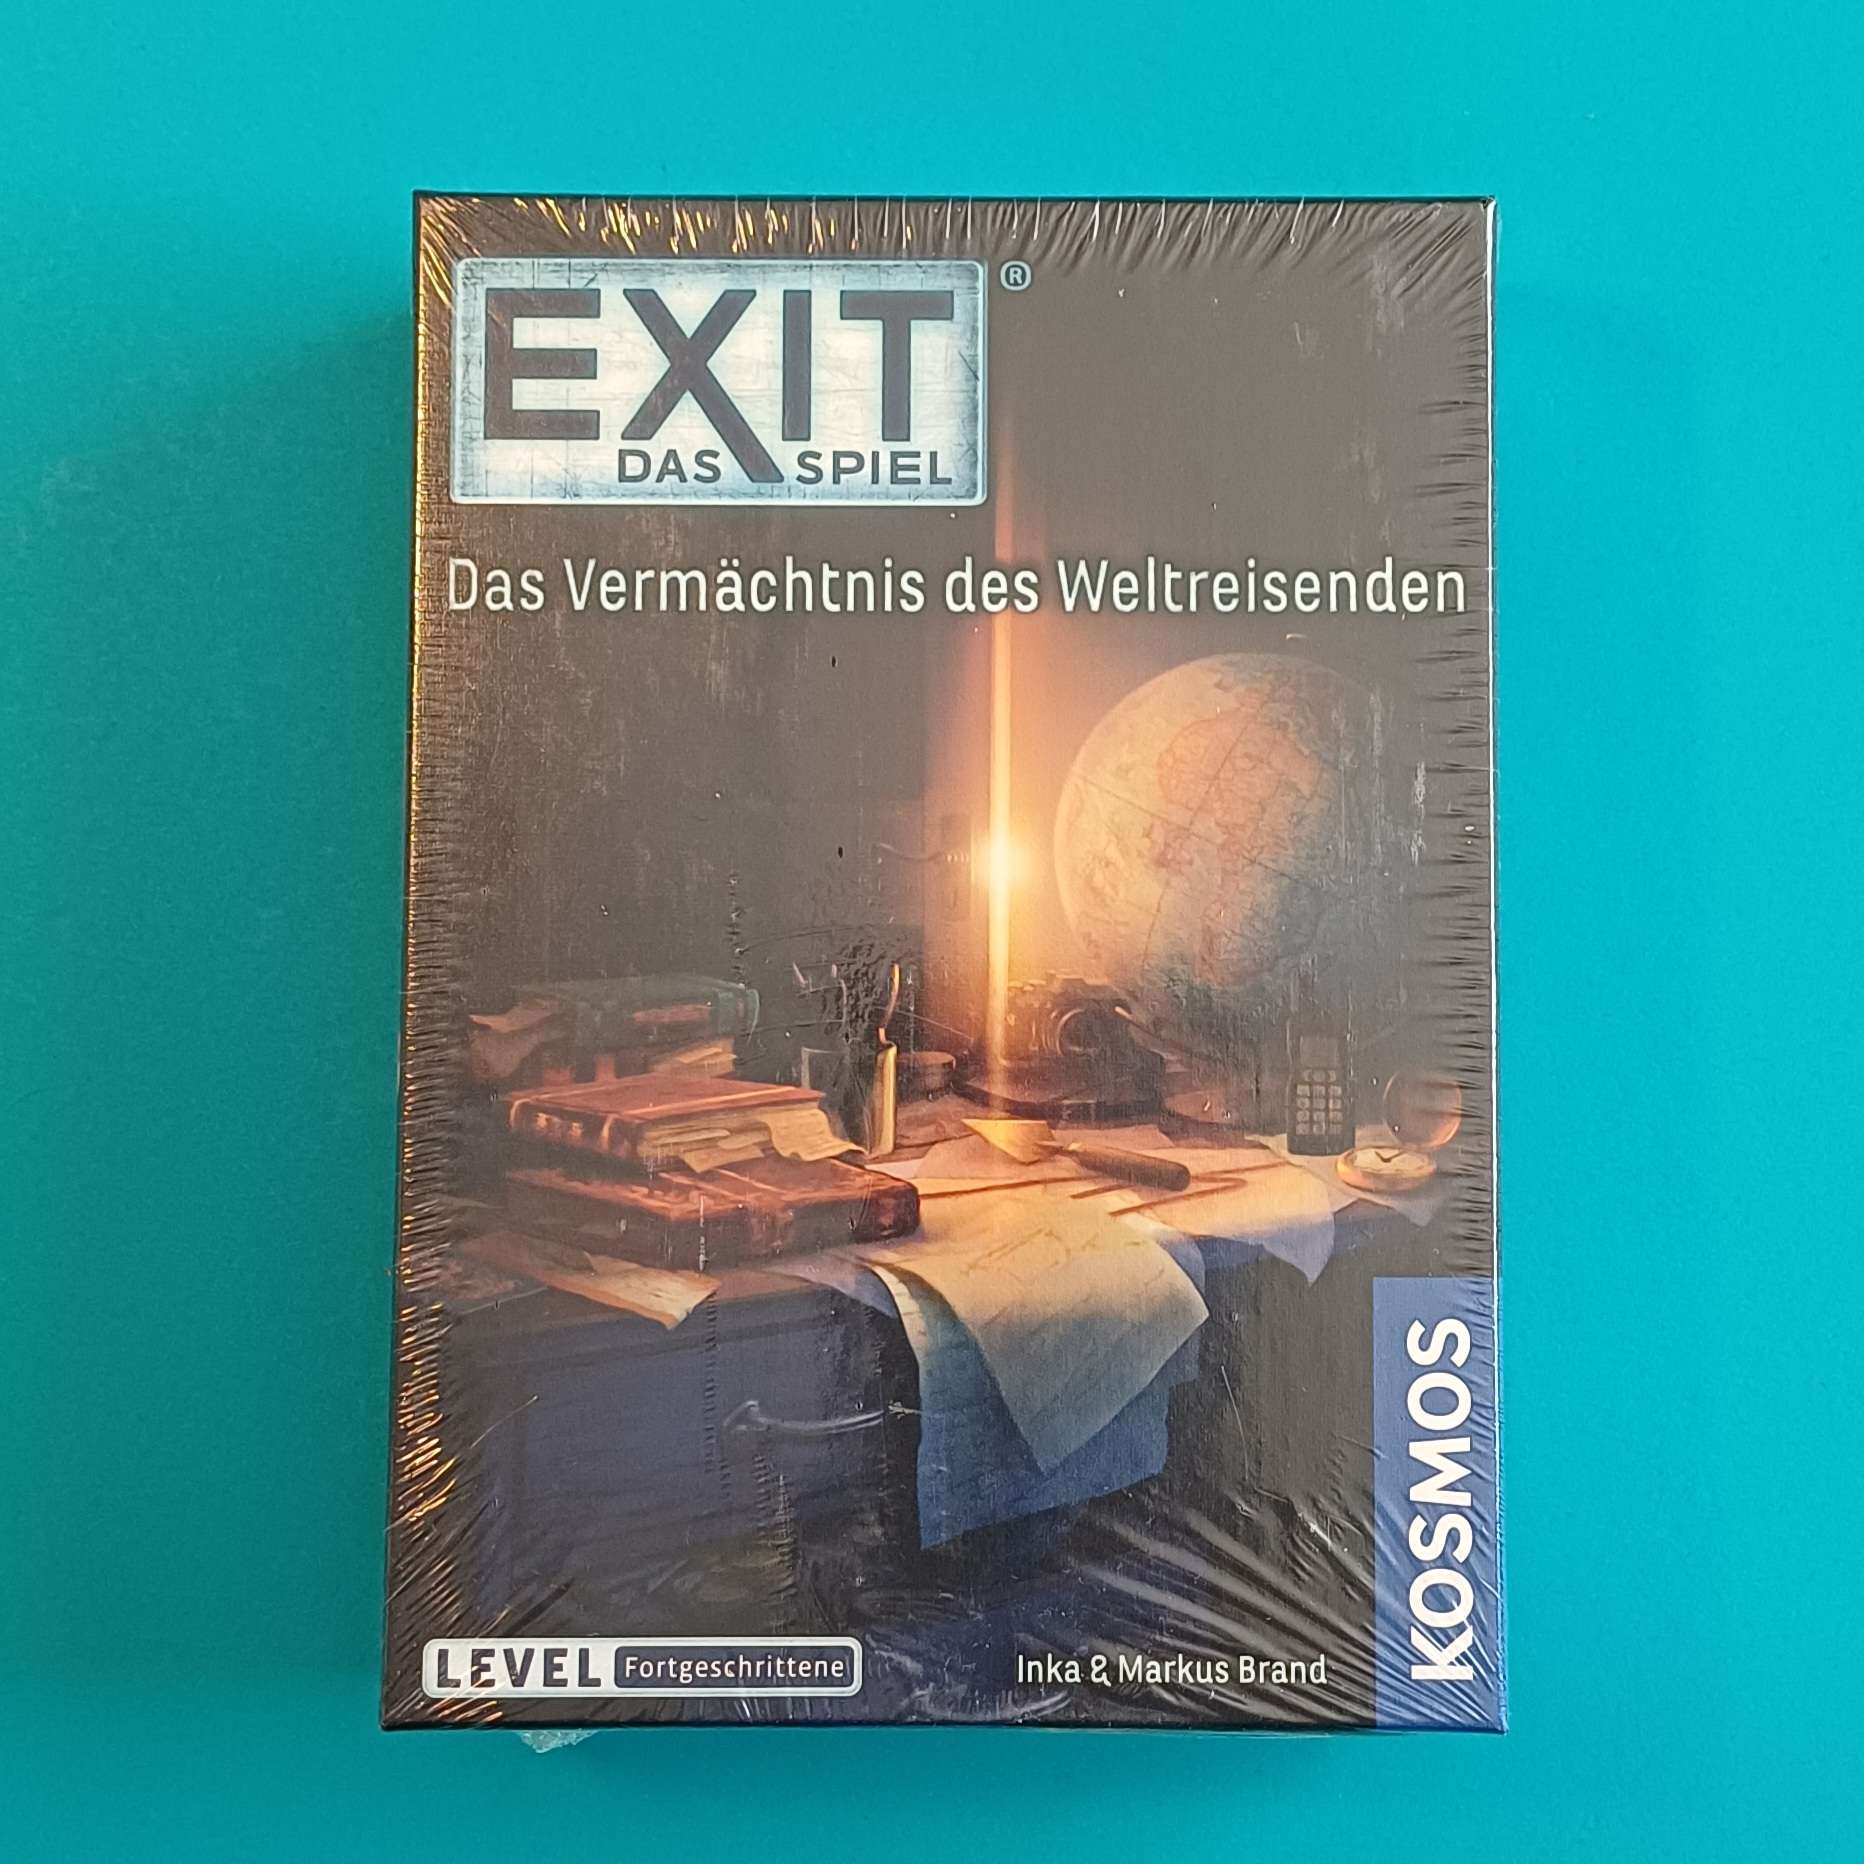 EXIT®
DAS SPIEL
Das Vermächtnis des Weltreisenden
KOSMOS
LEVEL Fortgeschrittene
Inka & Markus Brand